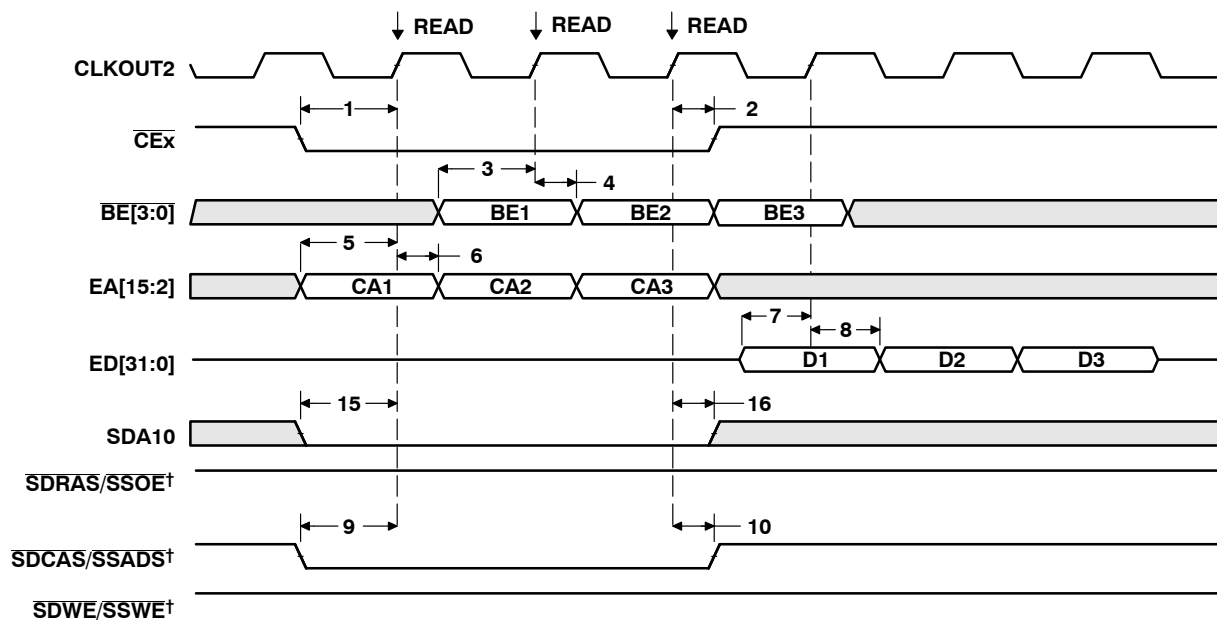 READ READ READ
CLKOUT2
1 2
CEx
3 4
BE[3:0] BE1 BE2 BE3
5 6
EA[15:2] CA1 CA2 CA3
7 8
ED[31:0] D1 D2 D3
15 16
SDA10
SDRAS/SSOE†
9 10
SDCAS/SSADS†
SDWE/SSWE†